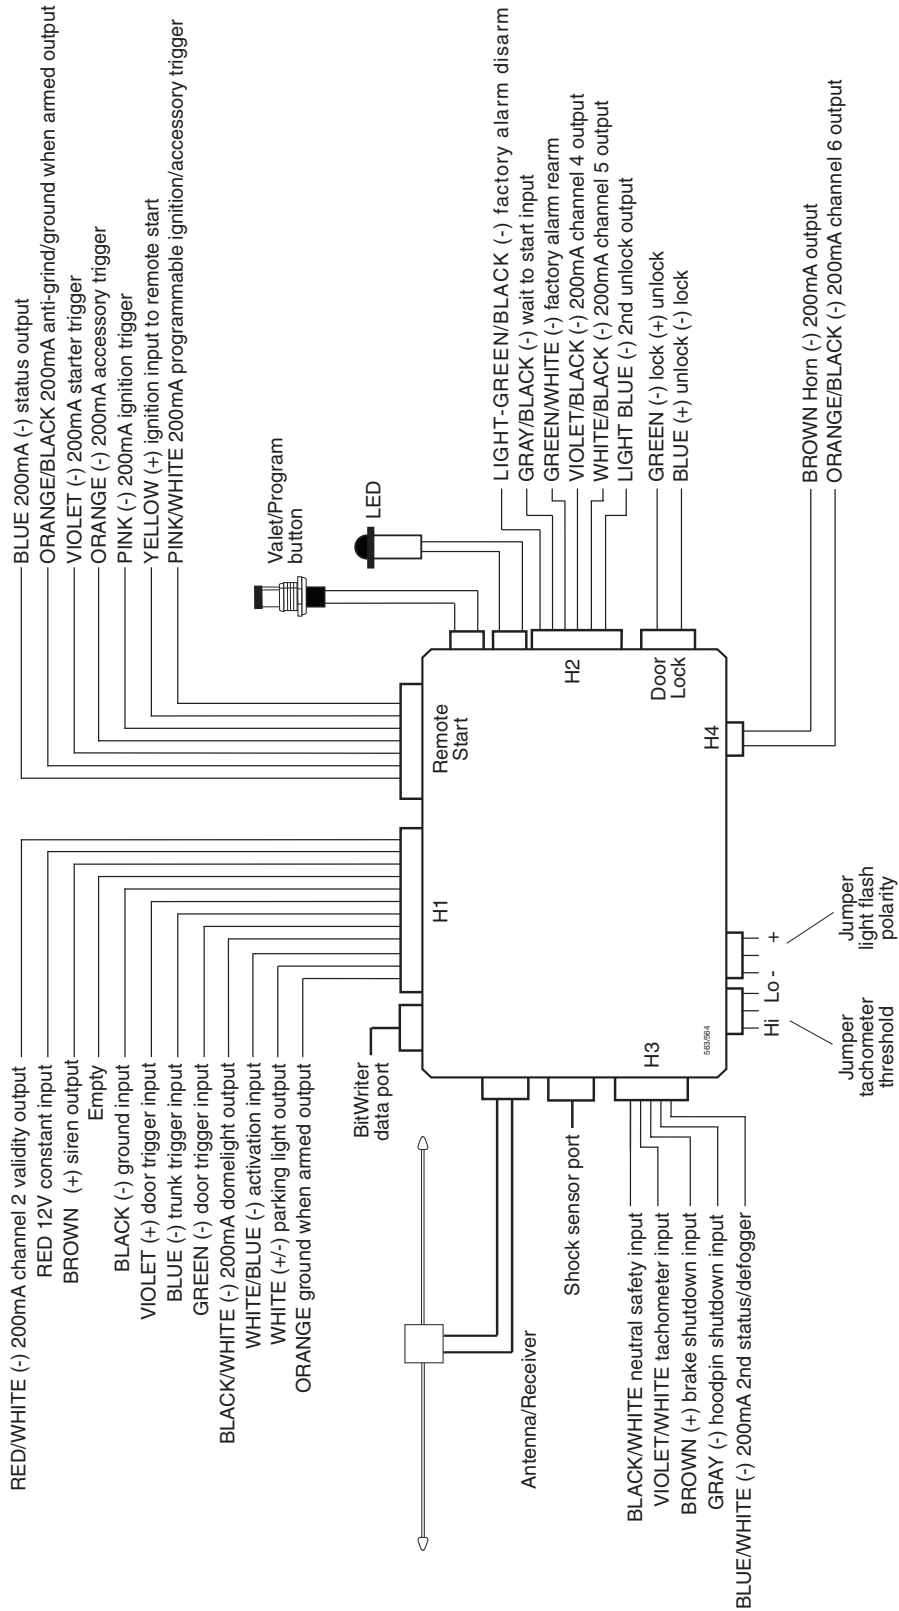 RED/WHITE (-) 200mA channel 2 validity output
RED 12V constant input
BROWN (+) siren output
Empty
BLACK (-) ground input
VIOLET (+) door trigger input
BLUE (-) trunk trigger input
GREEN (-) door trigger input
BLACK/WHITE (-) 200mA domelight output
WHITE/BLUE (-) activation input
WHITE (+/-) parking light output
ORANGE ground when armed output
BLUE 200mA (-) status output
ORANGE/BLACK 200mA anti-grind/ground when armed output
VIOLET (-) 200mA starter trigger
ORANGE (-) 200mA accessory trigger
PINK (-) 200mA ignition trigger
YELLOW (+) ignition input to remote start
PINK/WHITE 200mA programmable ignition/accessory trigger
Valet/Program
button
LED
BitWriter
data port
H1
Remote
Start
Antenna/Receiver
Shock sensor port
H2
LIGHT-GREEN/BLACK (-) factory alarm disarm
GRAY/BLACK (-) wait to start input
GREEN/WHITE (-) factory alarm rearm
VIOLET/BLACK (-) 200mA channel 4 output
WHITE/BLACK (-) 200mA channel 5 output
LIGHT BLUE (-) 2nd unlock output
Door
Lock
GREEN (-) lock (+) unlock
BLUE (+) unlock (-) lock
H3
BLACK/WHITE neutral safety input
VIOLET/WHITE tachometer input
BROWN (+) brake shutdown input
GRAY (-) hoodpin shutdown input
BLUE/WHITE (-) 200mA 2nd status/defogger
563/564
H4
Hi
Lo
-
+
BROWN Horn (-) 200mA output
ORANGE/BLACK (-) 200mA channel 6 output
Jumper
tachometer
threshold
Jumper
light flash
polarity